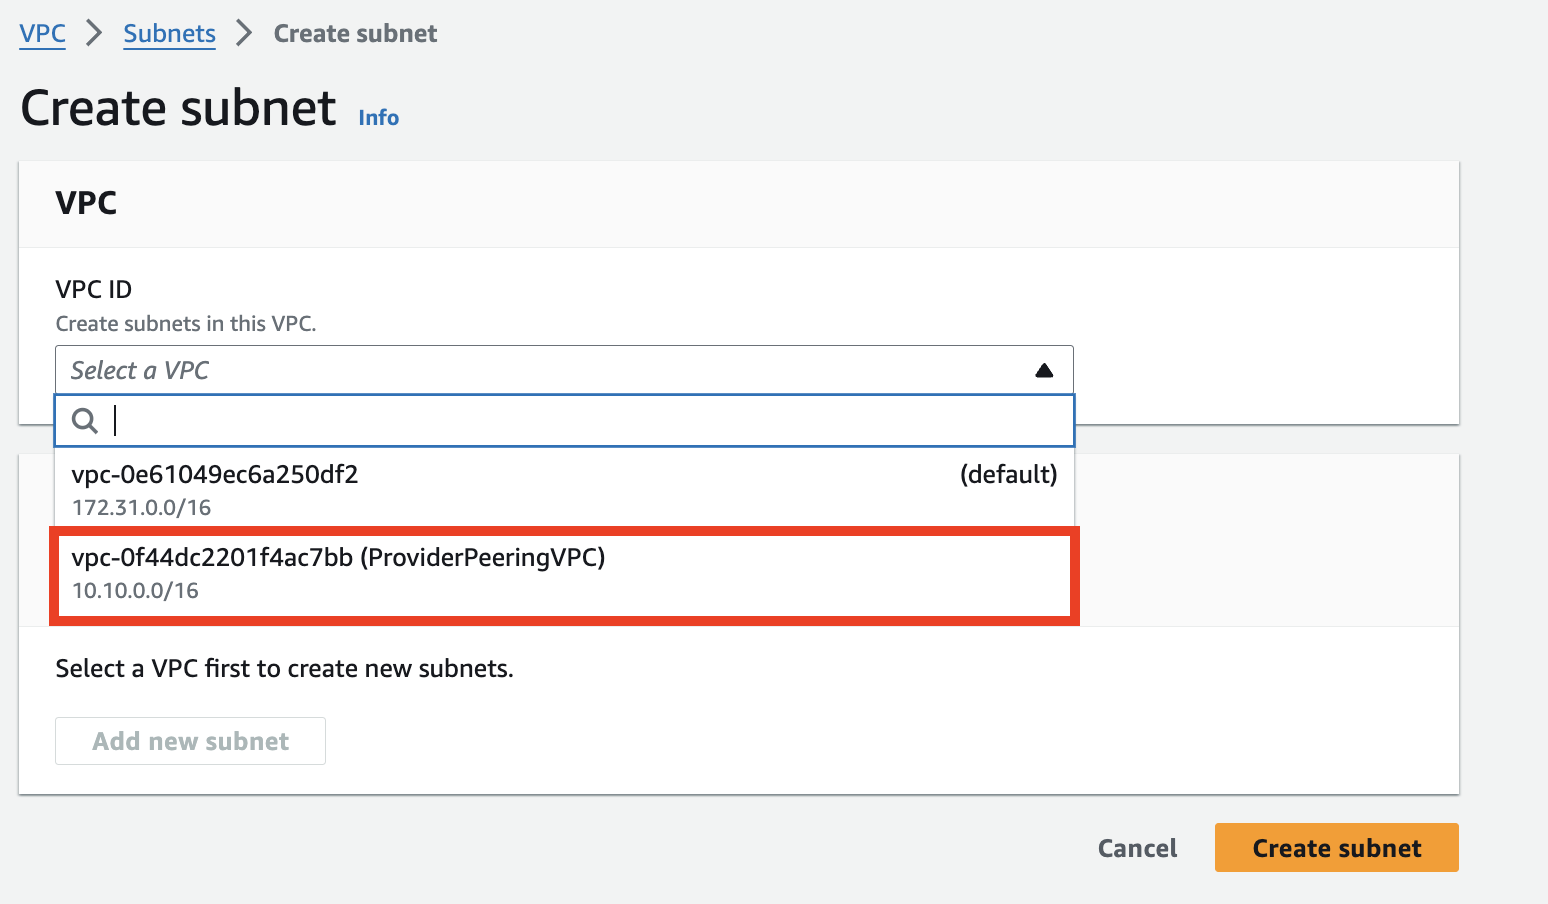 VPC > Subnets > Create subnet
Create subnet Info
VPC
VPC ID
Create subnets in this VPC.
Select a VPC
vpc-0e61049ec6a250df2 (default)
172.31.0.0/16
vpc-0f44dc2201f4ac7bb (ProviderPeeringVPC)
10.10.0.0/16
Select a VPC first to create new subnets.
Add new subnet
Cancel Create subnet